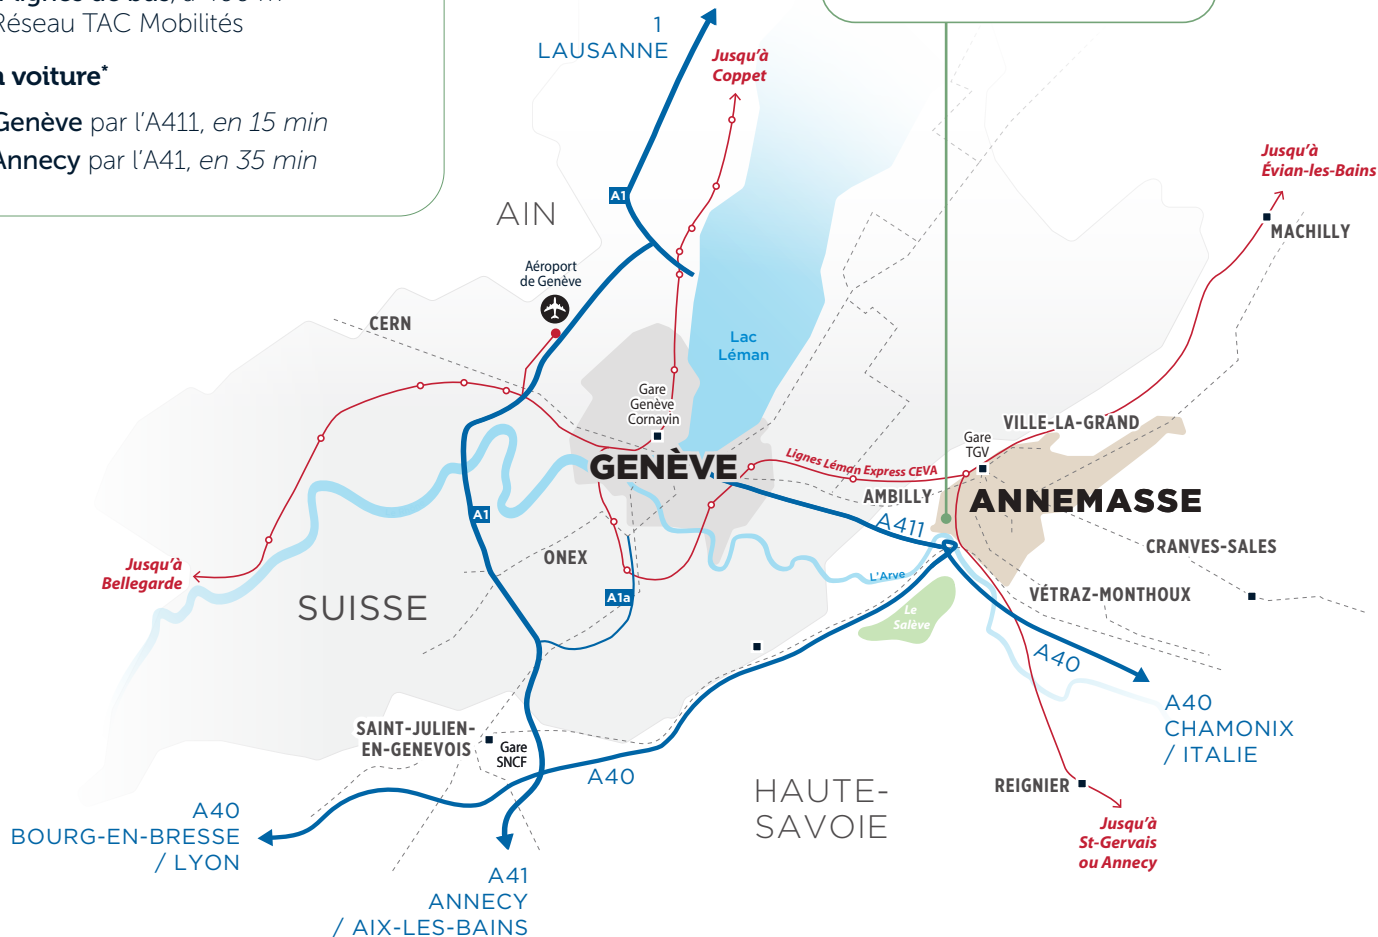 Réseau TAC Mobilités
voiture*
Genève par l'A411, en 15 min
Annecy par l'A41, en 35 min
1
LAUSANNE
Jusqu'à
Coppet
Jusqu'à
Évian-les-Bains
MACHILLY
A1
AIN
Aéroport
de Genève
CERN
Lac
Léman
Gare
Genève
Cornavin
GENÈVE
Lignes Léman Express CEVA
VILLE-LA-GRAND
Gare
TGV
AMBILLY
ANNEMASSE
A411
A1
ONEX
CRANVES-SALES
Jusqu'à
Bellegarde
L'Arve
A1a
SUISSE
Le
Salève
VÉTRAZ-MONTHOUX
A40
A40
CHAMONIX
/ ITALIE
SAINT-JULIEN-
EN-GENEVOIS
Gare
SNCF
A40
HAUTE-
SAVOIE
REIGNIER
Jusqu'à
St-Gervais
ou Annecy
A40
BOURG-EN-BRESSE
/ LYON
A41
ANNECY
/ AIX-LES-BAINS